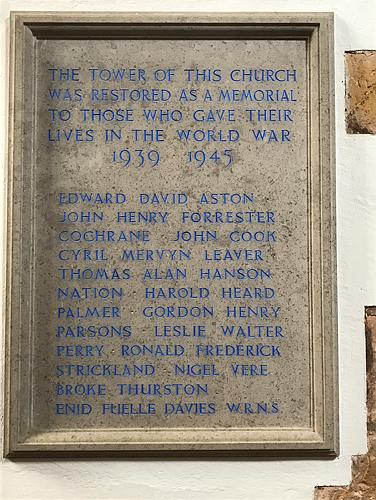 THE TOWER OF THIS CHURCH
WAS RESTORED AS A MEMORIAL
TO THOSE WHO GAVE THEIR
LIVES IN THE WORLD WAR
1939 1945
EDWARD DAVID ASTON
JOHN HENRY FORRESTER
COCHRANE JOHN COOK
CYRIL MERVYN LEAVER
THOMAS ALAN HANSON
NATION HAROLD HEARD
PALMER GORDON HENRY
PARSONS LESLIE WALTER
PERRY RONALD FREDERICK
STRICKLAND NIGEL VERE
BROKE THURSTON
ENID FUELLE DAVIES W.R.N.S.